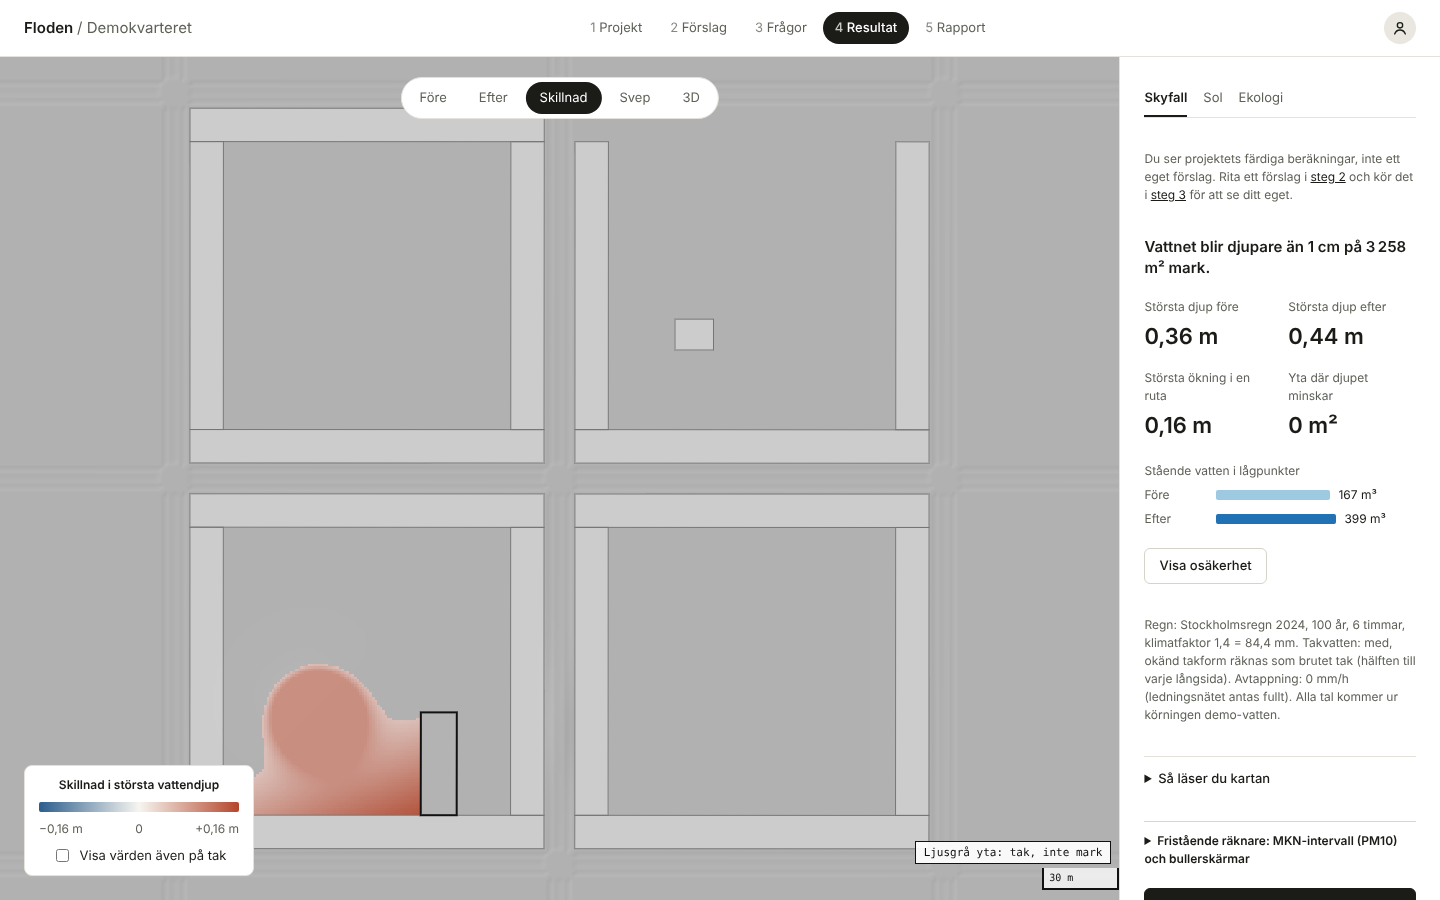 Floden / Demokvarteret
1 Projekt
2 Förslag
3 Frågor
4 Resultat
5 Rapport
Före
Efter
Skillnad
Svep
3D
Skyfall
Sol
Ekologi
Du ser projektets färdiga beräkningar, inte ett
eget förslag. Rita ett förslag i steg 2 och kör det
i steg 3 för att se ditt eget.
Vattnet blir djupare än 1 cm på 3 258
m² mark.
Största djup före
0,36 m
Största djup efter
0,44 m
Största ökning i en
ruta
0,16 m
Yta där djupet
minskar
0 m²
Stående vatten i lågpunkter
Före
167 m³
Efter
399 m³
Visa osäkerhet
Regn: Stockholmsregn 2024, 100 år, 6 timmar,
klimatfaktor 1,4 = 84,4 mm. Takvatten: med,
okänd takform räknas som brutet tak (hälften till
varje långsida). Avtappning: 0 mm/h
(ledningsnätet antas fullt). Alla tal kommer ur
körningen demo-vatten.
Så läser du kartan
Fristående räknare: MKN-intervall (PM10)
och bullerskärmar
Skillnad i största vattendjup
−0,16 m
0
+0,16 m
Visa värden även på tak
Ljusgrå yta: tak, inte mark
30 m